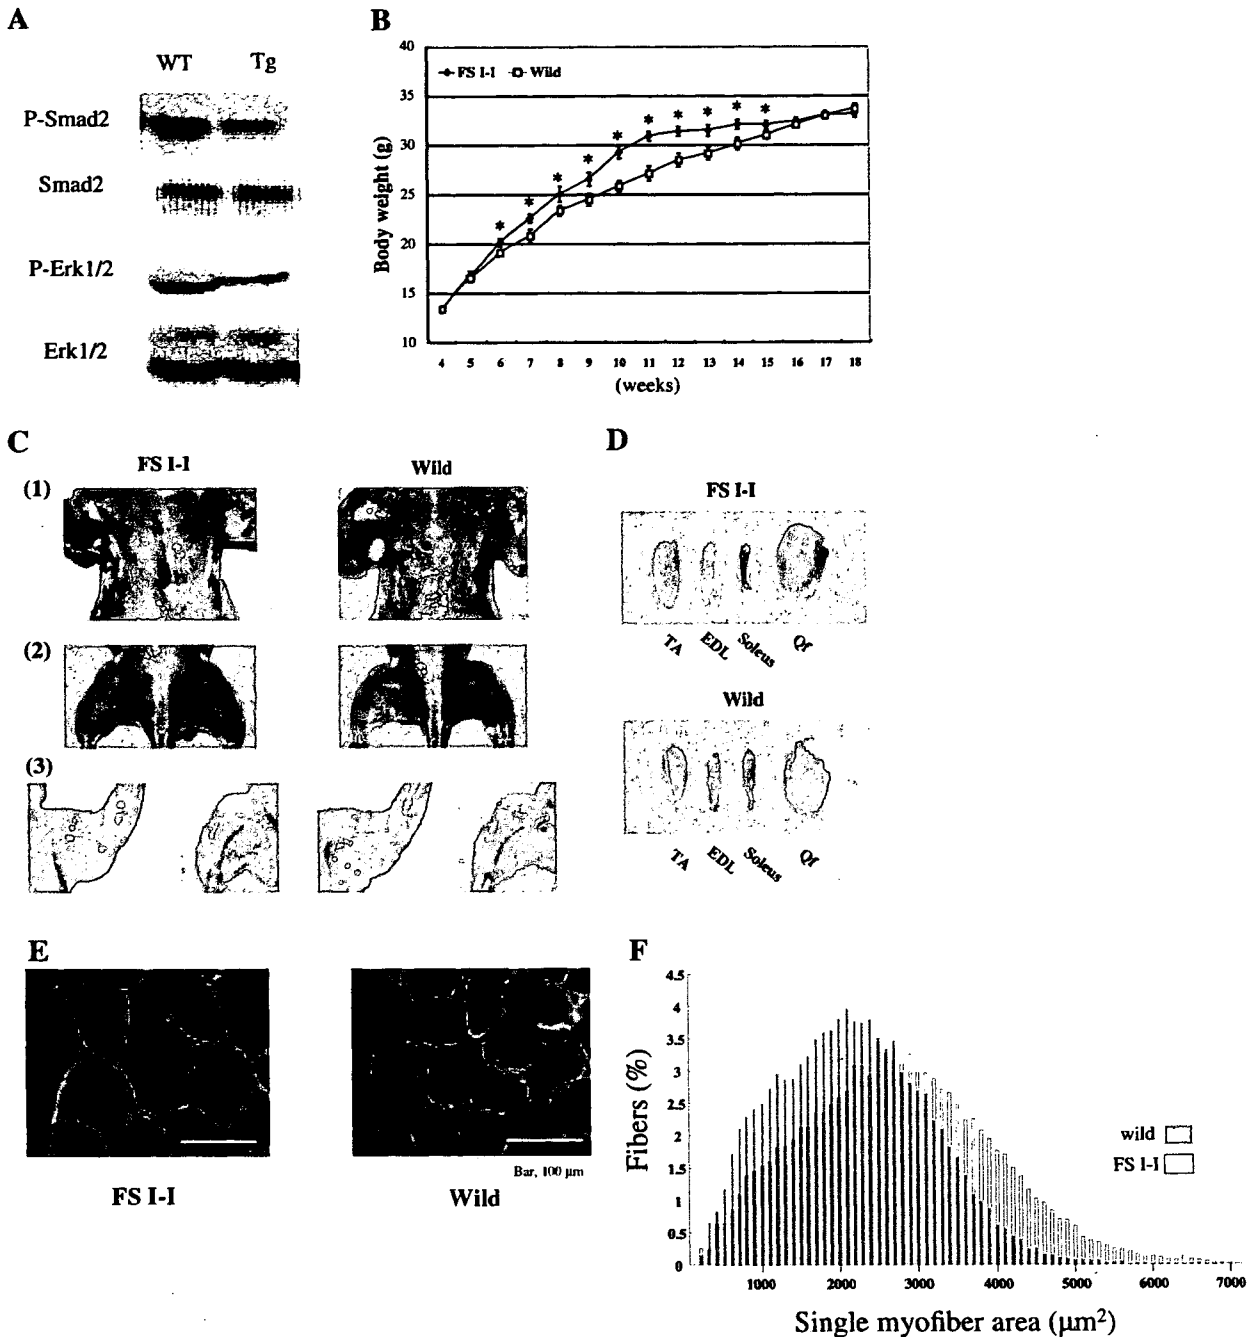 A
WT Tg
P-Smad2
Smad2
P-Erk1/2
Erk1/2
B
40
35
30
25
20
15
10
Body weight (g)
FS I-I Wild
* * * * * * * * * *
4 5 6 7 8 9 10 11 12 13 14 15 16 17 18
(weeks)
C
FS I-I Wild
(1)
(2)
(3)
D
FS I-I
TA EDL Soleus Qf
Wild
TA EDL Soleus Qf
E
Bar, 100 μm
FS I-I Wild
F
4.5
4
3.5
3
2.5
2
1.5
1
0.5
0
Fibers (%)
wild
FS I-I
1000 2000 3000 4000 5000 6000 7000
Single myofiber area (μm²)